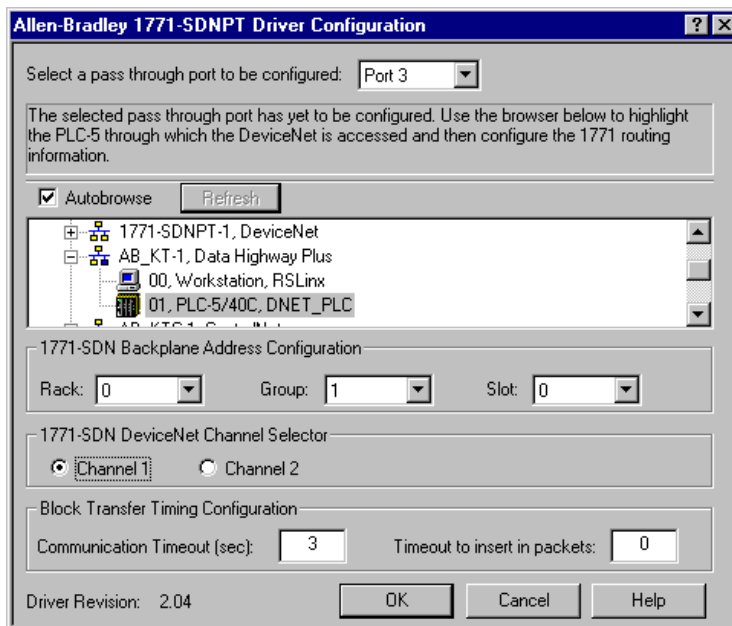 Allen-Bradley 1771-SDNPT Driver Configuration
Select a pass through port to be configured: Port 3
The selected pass through port has yet to be configured. Use the browser below to highlight
the PLC-5 through which the DeviceNet is accessed and then configure the 1771 routing
information.
Autobrowse Refresh
1771-SDNPT-1, DeviceNet
AB_KT-1, Data Highway Plus
00, Workstation, RSLinx
01, PLC-5/40C, DNET_PLC
1771-SDN Backplane Address Configuration
Rack: 0 Group: 1 Slot: 0
1771-SDN DeviceNet Channel Selector
Channel 1 Channel 2
Block Transfer Timing Configuration
Communication Timeout (sec): 3 Timeout to insert in packets: 0
Driver Revision: 2.04 OK Cancel Help